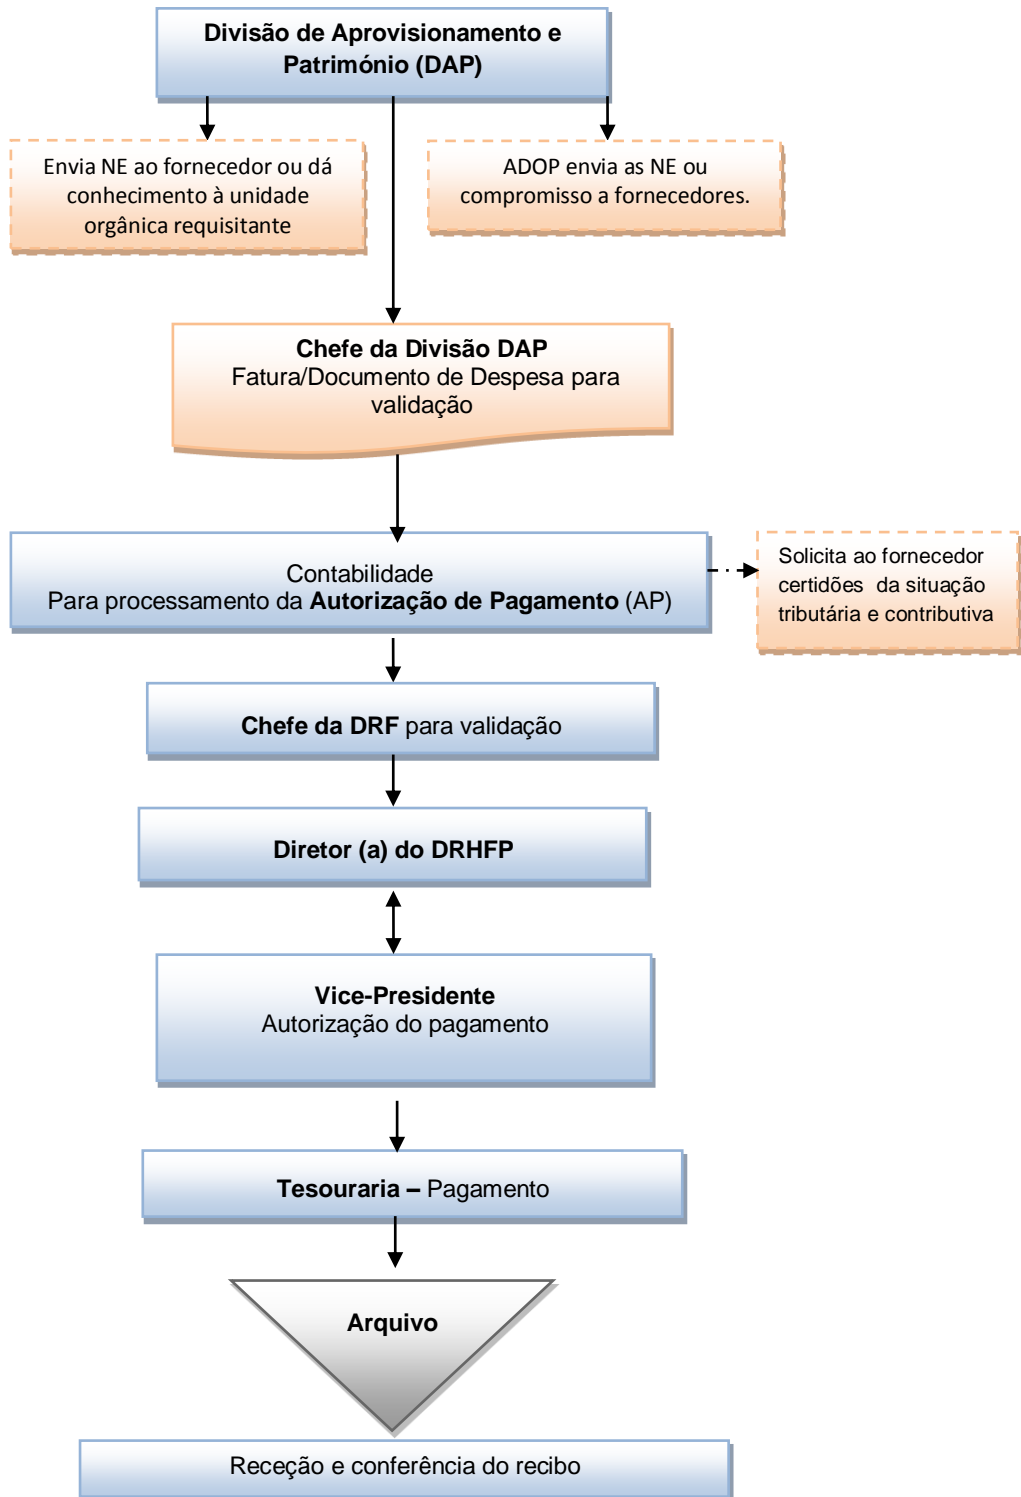 Divisão de Aprovisionamento e
Património (DAP)
Envia NE ao fornecedor ou dá
conhecimento à unidade
orgânica requisitante
ADOP envia as NE ou
compromisso a fornecedores.
Chefe da Divisão DAP
Fatura/Documento de Despesa para
validação
Contabilidade
Para processamento da Autorização de Pagamento (AP)
Solicita ao fornecedor
certidões da situação
tributária e contributiva
Chefe da DRF para validação
Diretor (a) do DRHFP
Vice-Presidente
Autorização do pagamento
Tesouraria – Pagamento
Arquivo
Receção e conferência do recibo